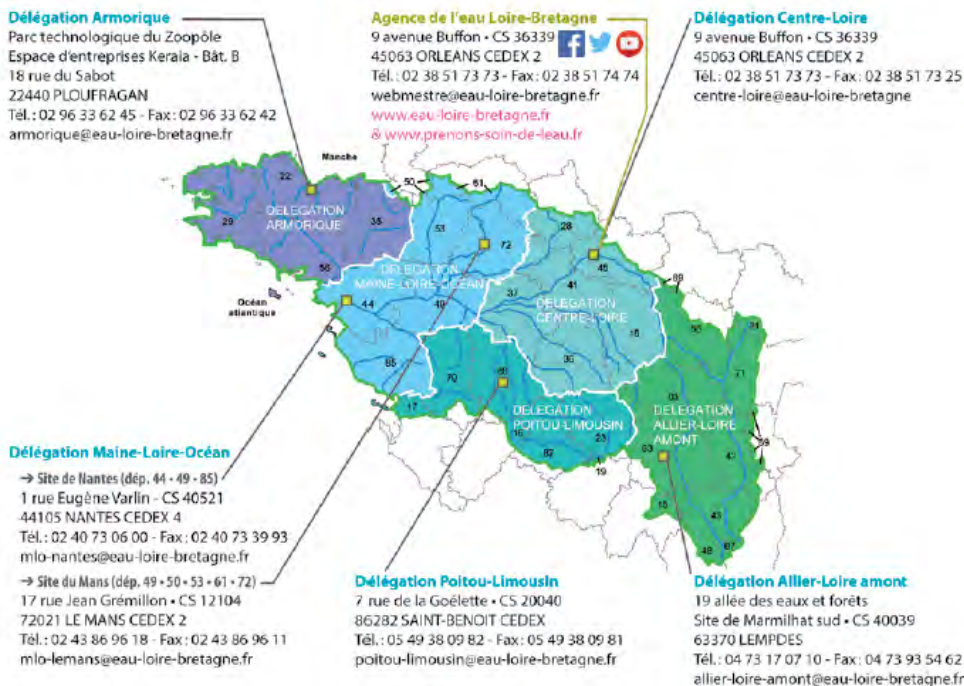 Délégation Armorique
Parc technologique du Zoopôle
Espace d'entreprises Keraia - Bât. B
18 rue du Sabot
22440 PLOUFRAGAN
Tél. : 02 96 33 62 45 - Fax : 02 96 33 62 42
armorique@eau-loire-bretagne.fr
Agence de l'eau Loire-Bretagne
9 avenue Buffon • CS 36339
45063 ORLEANS CEDEX 2
Tél. : 02 38 51 73 73 - Fax : 02 38 51 74 74
webmestre@eau-loire-bretagne.fr
www.eau-loire-bretagne.fr
& www.prenons-soin-de-leau.fr
Délégation Centre-Loire
9 avenue Buffon • CS 36339
45063 ORLEANS CEDEX 2
Tél. : 02 38 51 73 73 - Fax : 02 38 51 73 25
centre-loire@eau-loire-bretagne
Manche
50
61
22
28
29
DÉLÉGATION
ARMORIQUE
35
53
72
45
56
DÉLÉGATION
MAINE-LOIRE-OCÉAN
89
Océan
atlantique
44
49
37
41
DÉLÉGATION
CENTRE-LOIRE
18
58
21
71
85
79
86
36
03
17
16
87
DÉLÉGATION
POITOU-LIMOUSIN
23
19
63
DÉLÉGATION
ALLIER-LOIRE
AMONT
42
69
15
43
48
07
Délégation Maine-Loire-Océan
→ Site de Nantes (dép. 44 • 49 • 85)
1 rue Eugène Varlin - CS 40521
44105 NANTES CEDEX 4
Tél. : 02 40 73 06 00 - Fax : 02 40 73 39 93
mlo-nantes@eau-loire-bretagne.fr
→ Site du Mans (dép. 49 • 50 • 53 • 61 • 72)
17 rue Jean Grémillon • CS 12104
72021 LE MANS CEDEX 2
Tél. : 02 43 86 96 18 - Fax : 02 43 86 96 11
mlo-lemans@eau-loire-bretagne.fr
Délégation Poitou-Limousin
7 rue de la Goëlette • CS 20040
86282 SAINT-BENOIT CEDEX
Tél. : 05 49 38 09 82 - Fax : 05 49 38 09 81
poitou-limousin@eau-loire-bretagne.fr
Délégation Allier-Loire amont
19 allée des eaux et forêts
Site de Marmilhat sud • CS 40039
63370 LEMPDES
Tél. : 04 73 17 07 10 - Fax : 04 73 93 54 62
allier-loire-amont@eau-loire-bretagne.fr